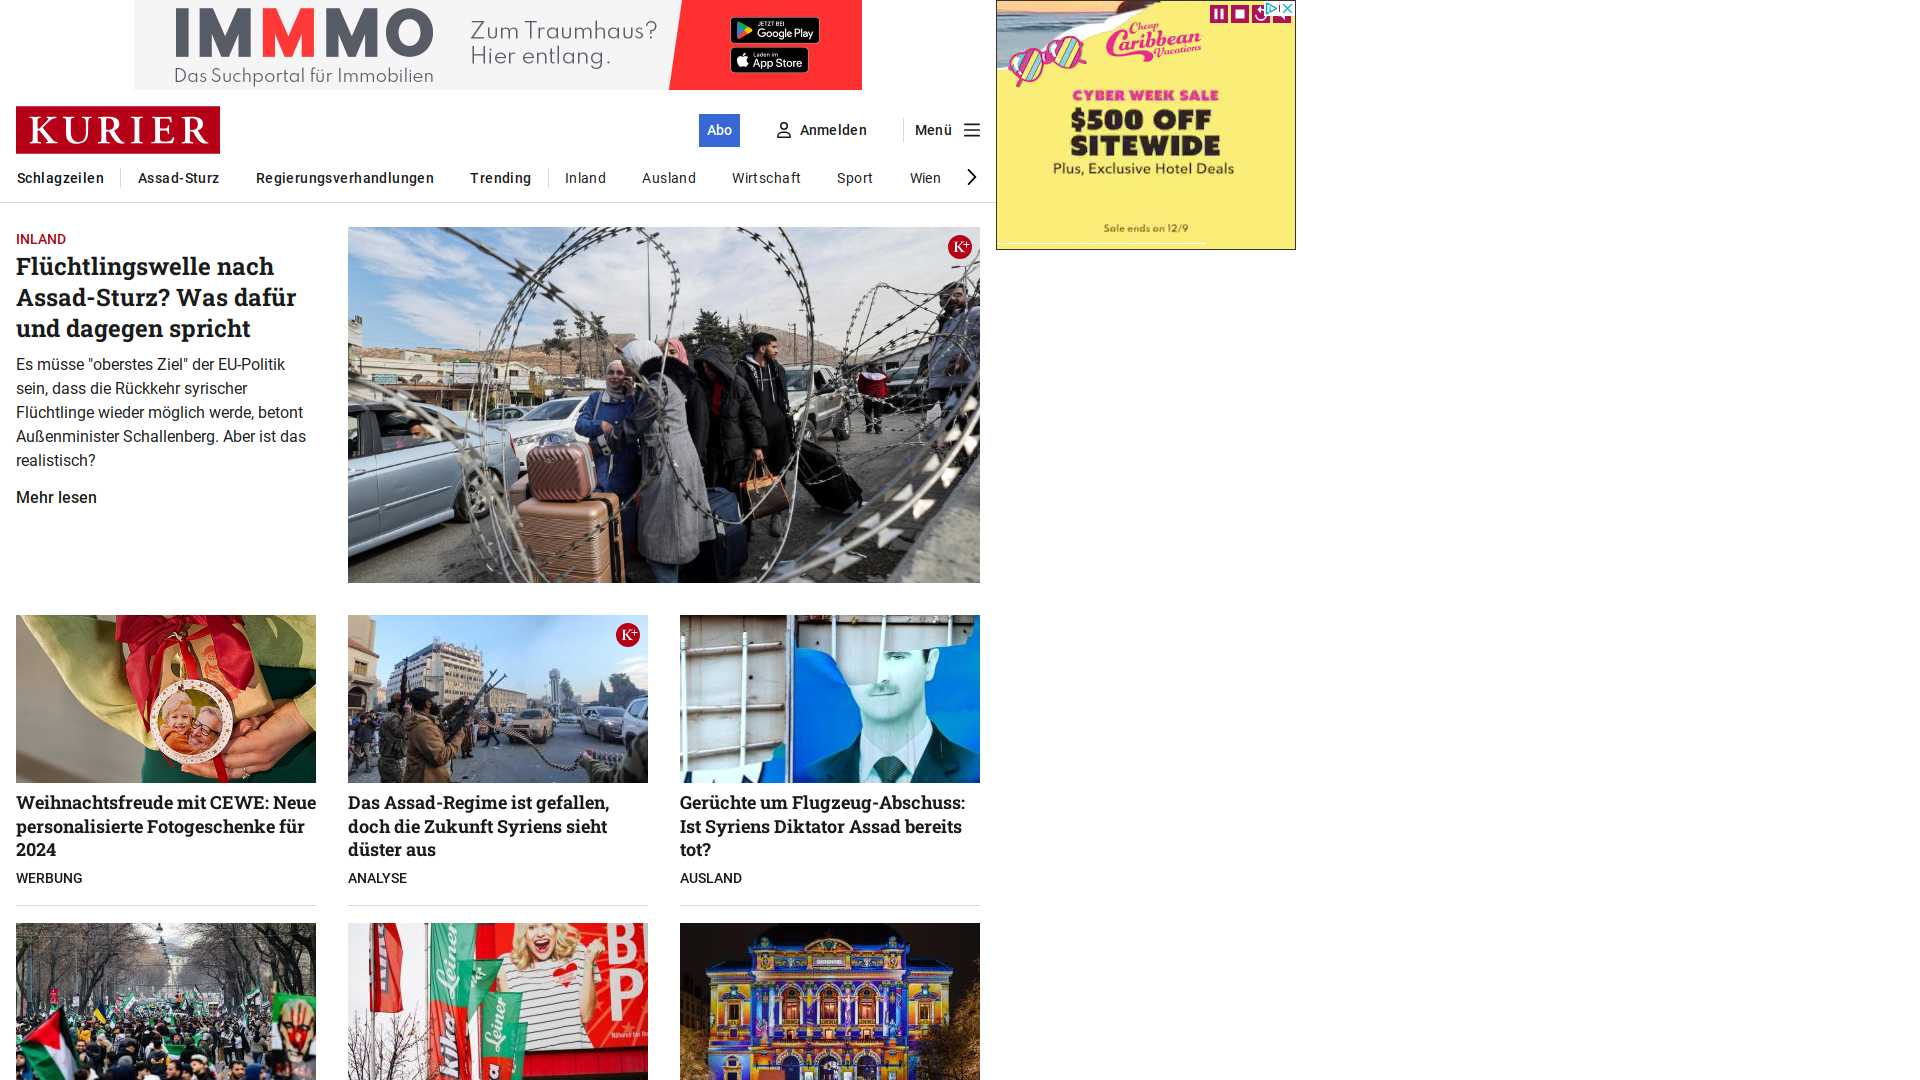 IMMMO
Das Suchportal für Immobilien
Zum Traumhaus?
Hier entlang.
JETZT BEI
Google Play
Laden im
App Store
Cheap
Caribbean
Vacations
CYBER WEEK SALE
$500 OFF
SITEWIDE
Plus, Exclusive Hotel Deals
Sale ends on 12/9
KURIER
Abo
Anmelden
Menü
Schlagzeilen
Assad-Sturz
Regierungsverhandlungen
Trending
Inland
Ausland
Wirtschaft
Sport
Wien
INLAND
Flüchtlingswelle nach
Assad-Sturz? Was dafür
und dagegen spricht
Es müsse "oberstes Ziel" der EU-Politik
sein, dass die Rückkehr syrischer
Flüchtlinge wieder möglich werde, betont
Außenminister Schallenberg. Aber ist das
realistisch?
Mehr lesen
K+
K+
Weihnachtsfreude mit CEWE: Neue
personalisierte Fotogeschenke für
2024
WERBUNG
Das Assad-Regime ist gefallen,
doch die Zukunft Syriens sieht
düster aus
ANALYSE
Gerüchte um Flugzeug-Abschuss:
Ist Syriens Diktator Assad bereits
tot?
AUSLAND
kika
Leiner
kika
Leiner
B
P